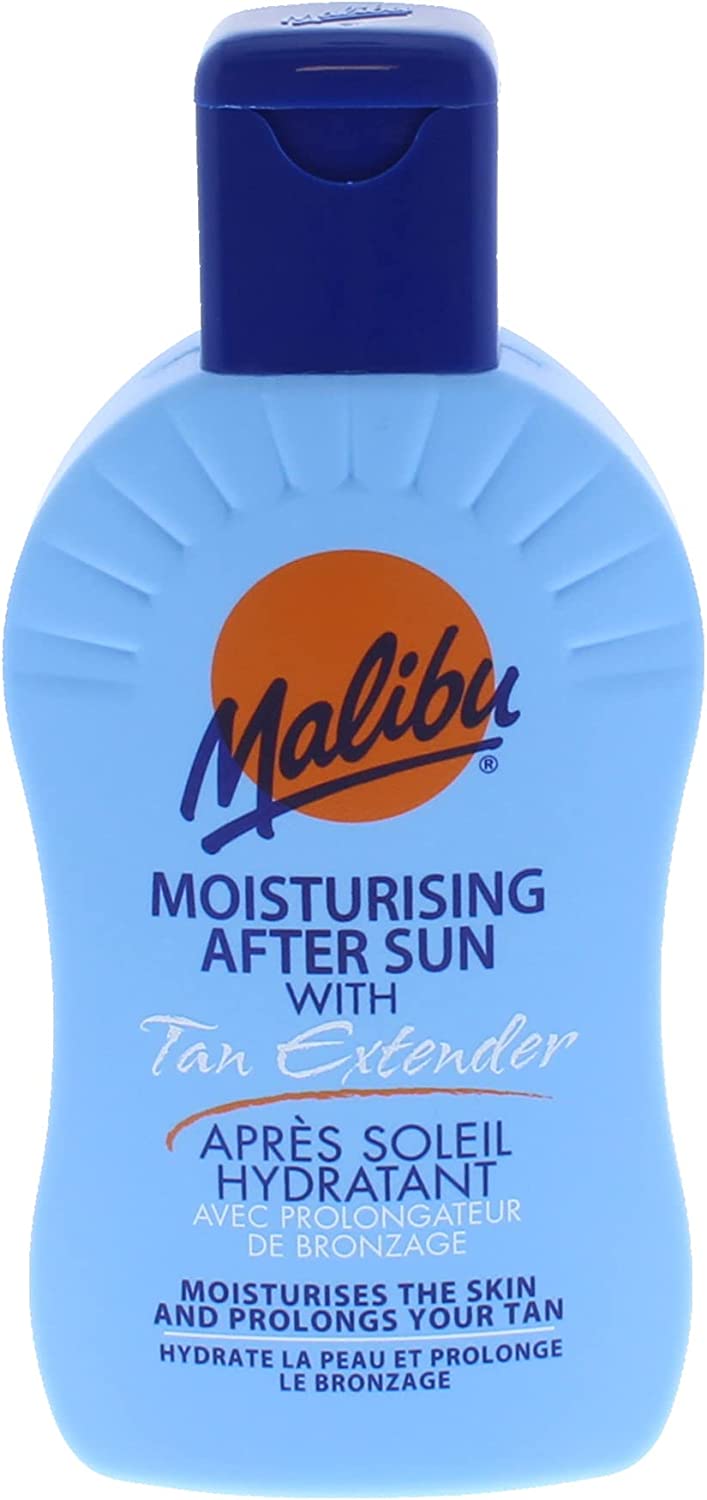 Malibu
Malibu®
MOISTURISING
AFTER SUN
WITH
Tan Extender
APRÈS SOLEIL
HYDRATANT
AVEC PROLONGATEUR
DE BRONZAGE
MOISTURISES THE SKIN
AND PROLONGS YOUR TAN
HYDRATE LA PEAU ET PROLONGE
LE BRONZAGE